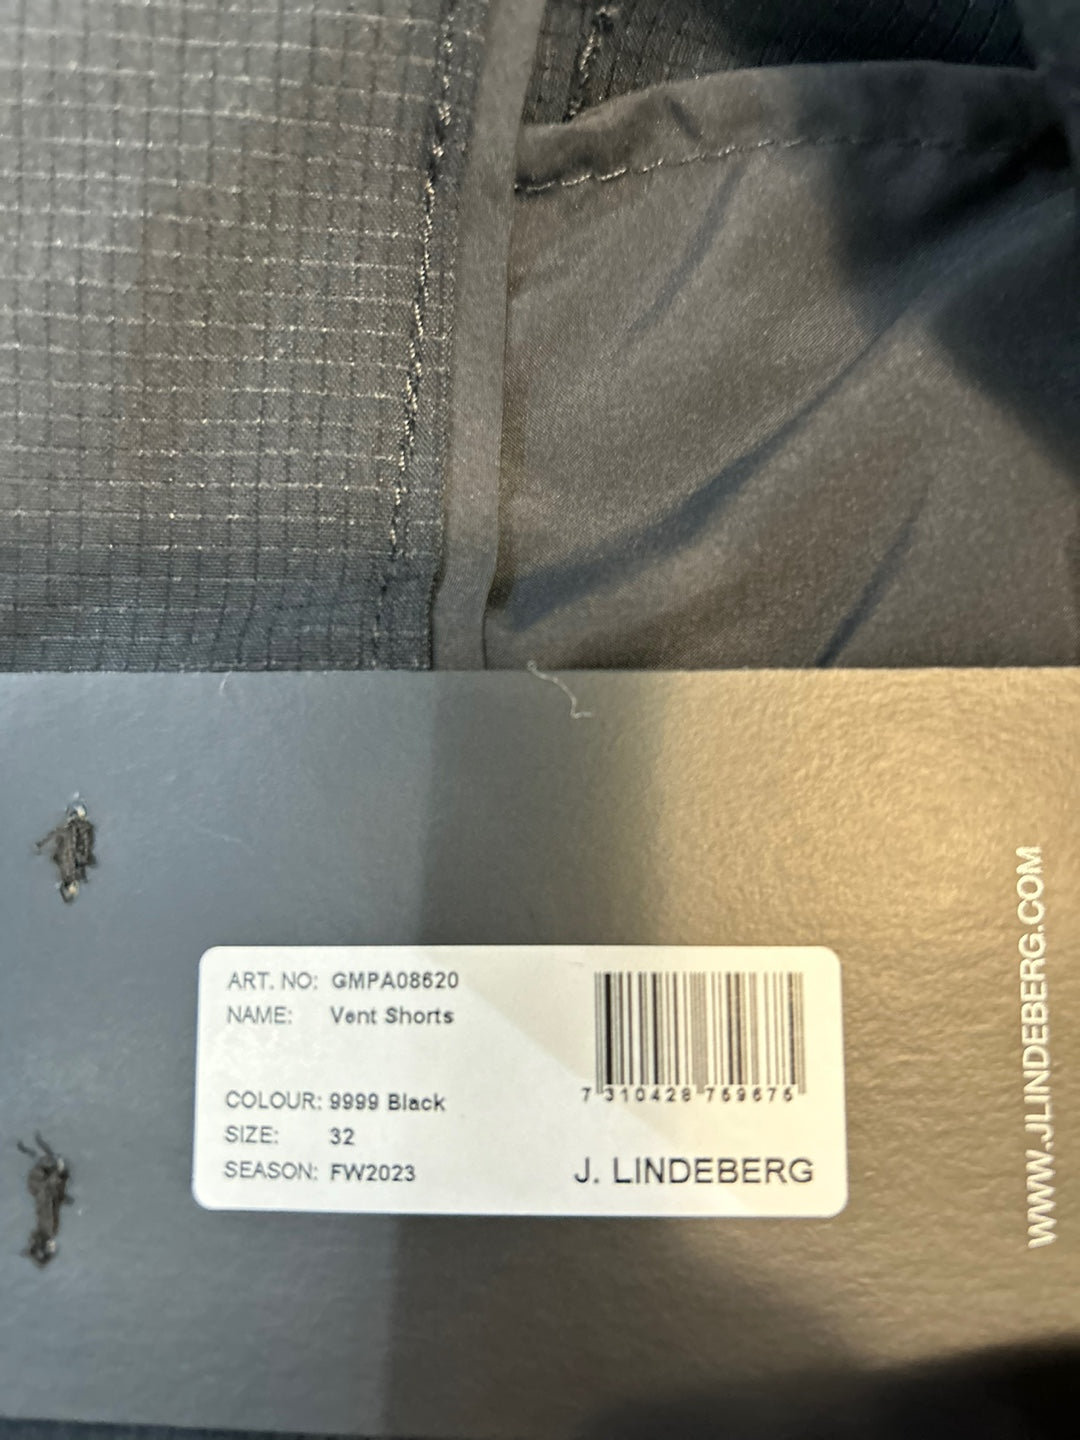 ART. NO: GMPA08620
NAME: Vent Shorts
COLOUR: 9999 Black
SIZE: 32
SEASON: FW2023
7 310428 759675
J. LINDEBERG
WWW.JLINDEBERG.COM